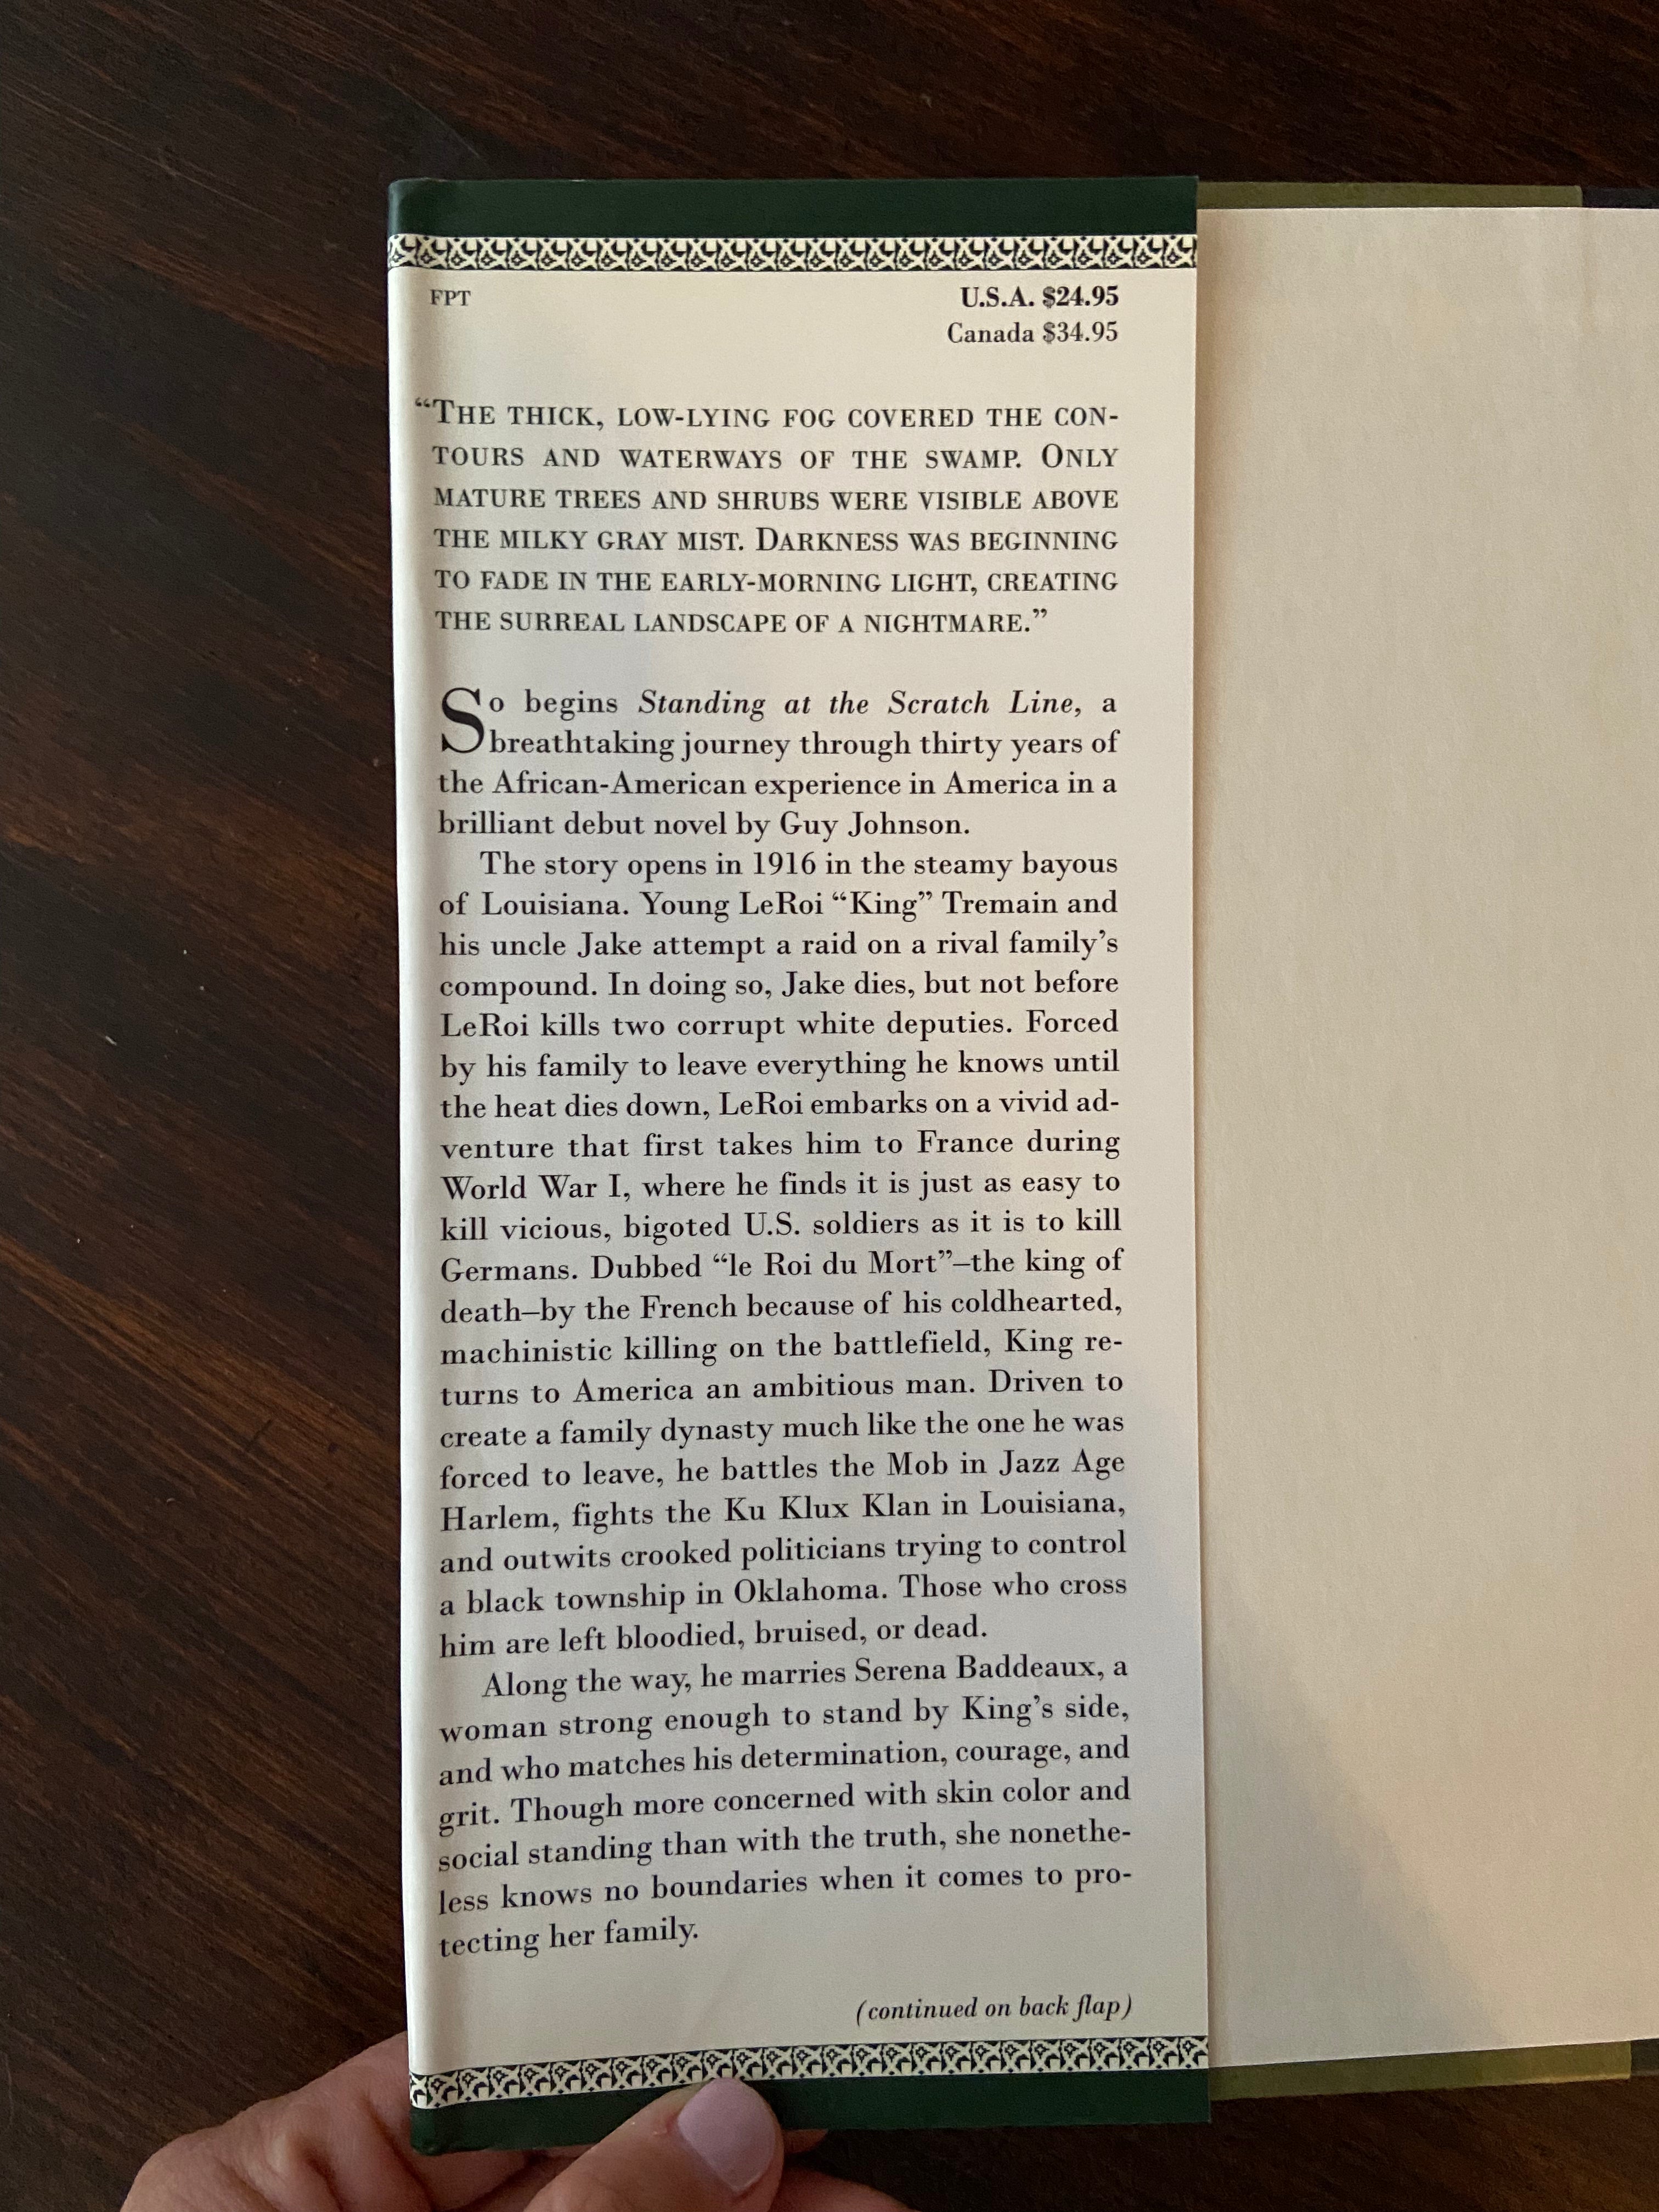 FPT
U.S.A. $24.95
Canada $34.95
“THE THICK, LOW-LYING FOG COVERED THE CON-
TOURS AND WATERWAYS OF THE SWAMP. ONLY
MATURE TREES AND SHRUBS WERE VISIBLE ABOVE
THE MILKY GRAY MIST. DARKNESS WAS BEGINNING
TO FADE IN THE EARLY-MORNING LIGHT, CREATING
THE SURREAL LANDSCAPE OF A NIGHTMARE.”
So begins Standing at the Scratch Line, a
breathtaking journey through thirty years of
the African-American experience in America in a
brilliant debut novel by Guy Johnson.
The story opens in 1916 in the steamy bayous
of Louisiana. Young LeRoi “King” Tremain and
his uncle Jake attempt a raid on a rival family’s
compound. In doing so, Jake dies, but not before
LeRoi kills two corrupt white deputies. Forced
by his family to leave everything he knows until
the heat dies down, LeRoi embarks on a vivid ad-
venture that first takes him to France during
World War I, where he finds it is just as easy to
kill vicious, bigoted U.S. soldiers as it is to kill
Germans. Dubbed “le Roi du Mort”–the king of
death–by the French because of his coldhearted,
machinistic killing on the battlefield, King re-
turns to America an ambitious man. Driven to
create a family dynasty much like the one he was
forced to leave, he battles the Mob in Jazz Age
Harlem, fights the Ku Klux Klan in Louisiana,
and outwits crooked politicians trying to control
a black township in Oklahoma. Those who cross
him are left bloodied, bruised, or dead.
Along the way, he marries Serena Baddeaux, a
woman strong enough to stand by King’s side,
and who matches his determination, courage, and
grit. Though more concerned with skin color and
social standing than with the truth, she nonethe-
less knows no boundaries when it comes to pro-
tecting her family.
(continued on back flap)